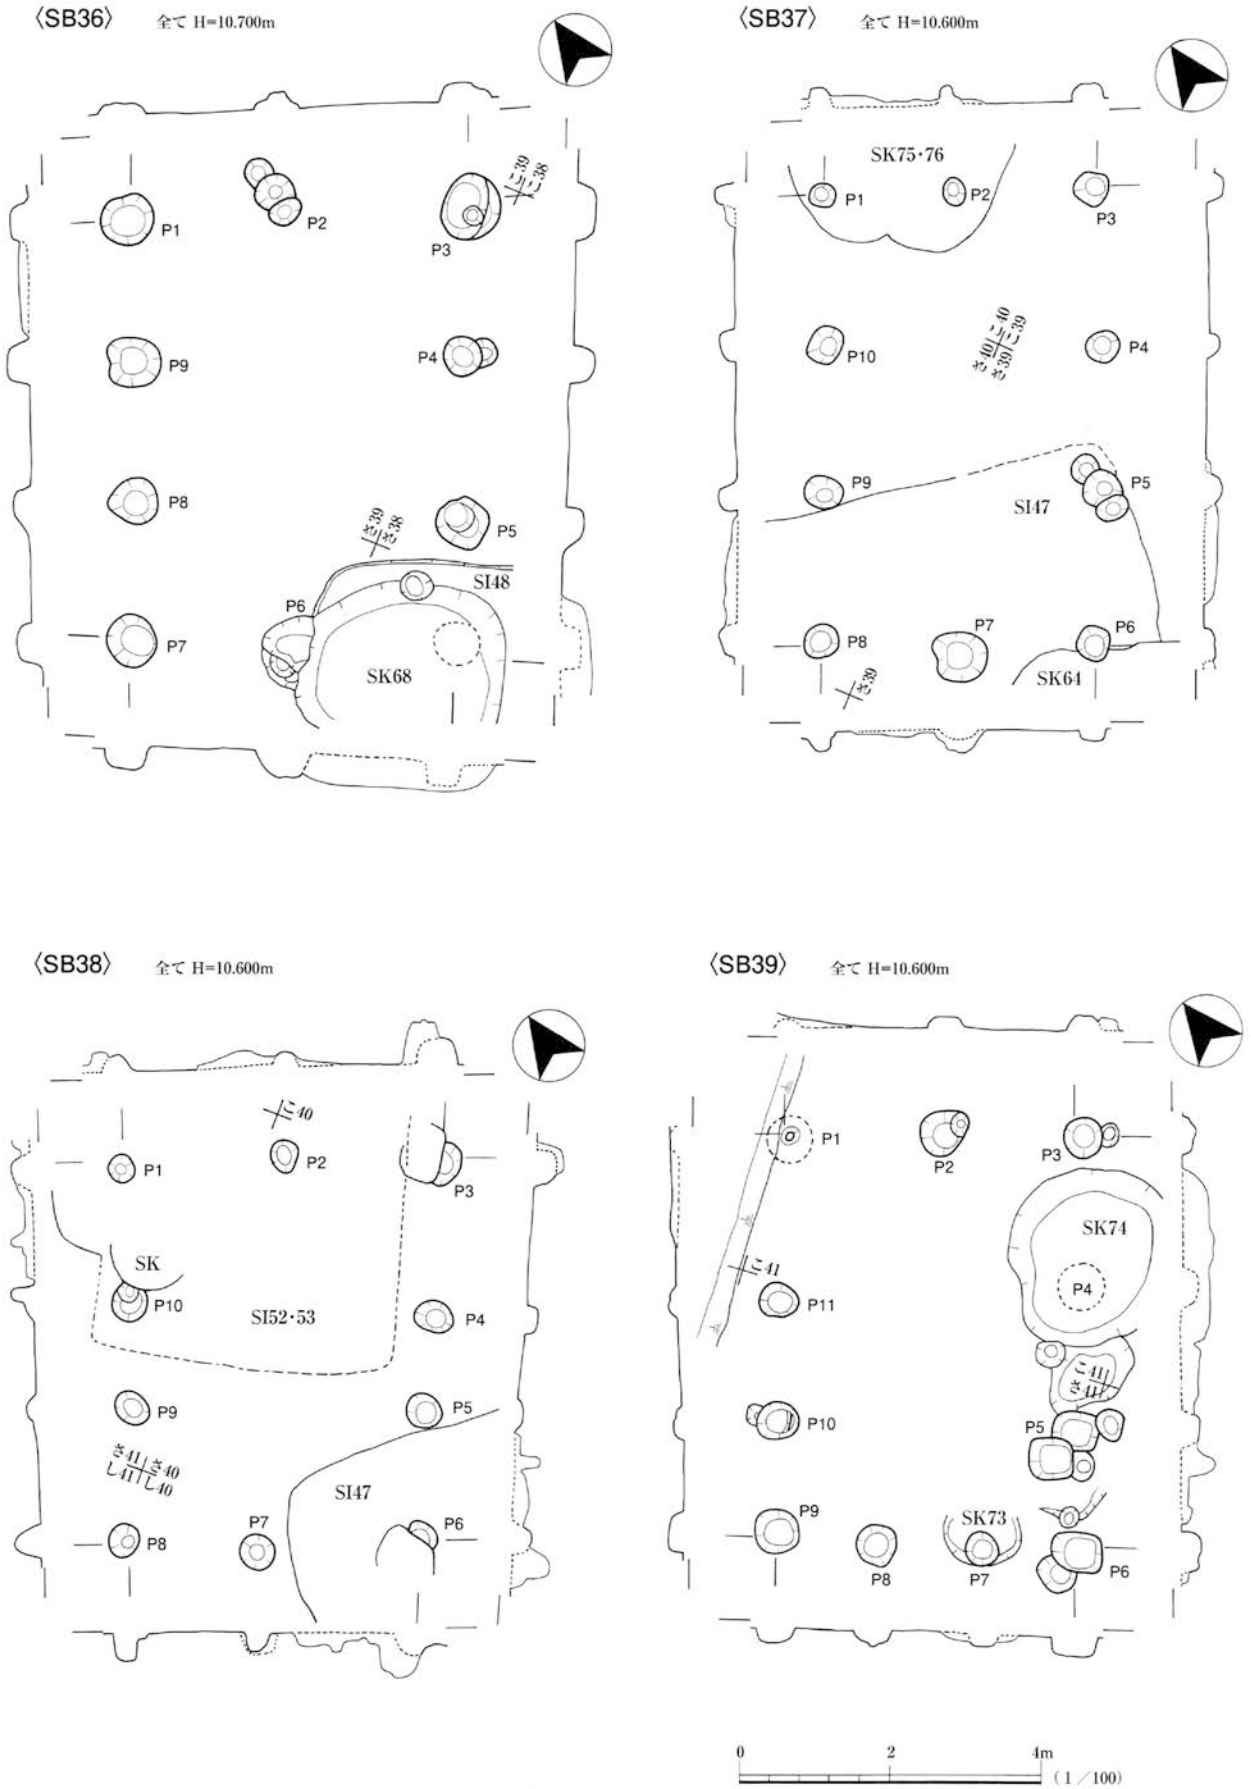 〈SB36〉 全て H=10.700m
P1
P2
P3
こ39
こ38
P9
P4
P8
P5
さ39
さ38
SI48
P6
P7
SK68
〈SB37〉 全て H=10.600m
SK75・76
P1
P2
P3
こ40
こ39
さ40
さ39
P10
P4
P9
P5
SI47
P8
P7
P6
さ39
SK64
〈SB38〉 全て H=10.600m
こ40
P1
P2
P3
SK
P10
SI52・53
P4
P9
P5
さ41 さ40
し41 し40
SI47
P8
P7
P6
〈SB39〉 全て H=10.600m
P1
P2
P3
SK74
こ41
P4
P11
こ41
さ41
P10
P5
P9
SK73
P8
P7
P6
0 2 4m
(1/100)